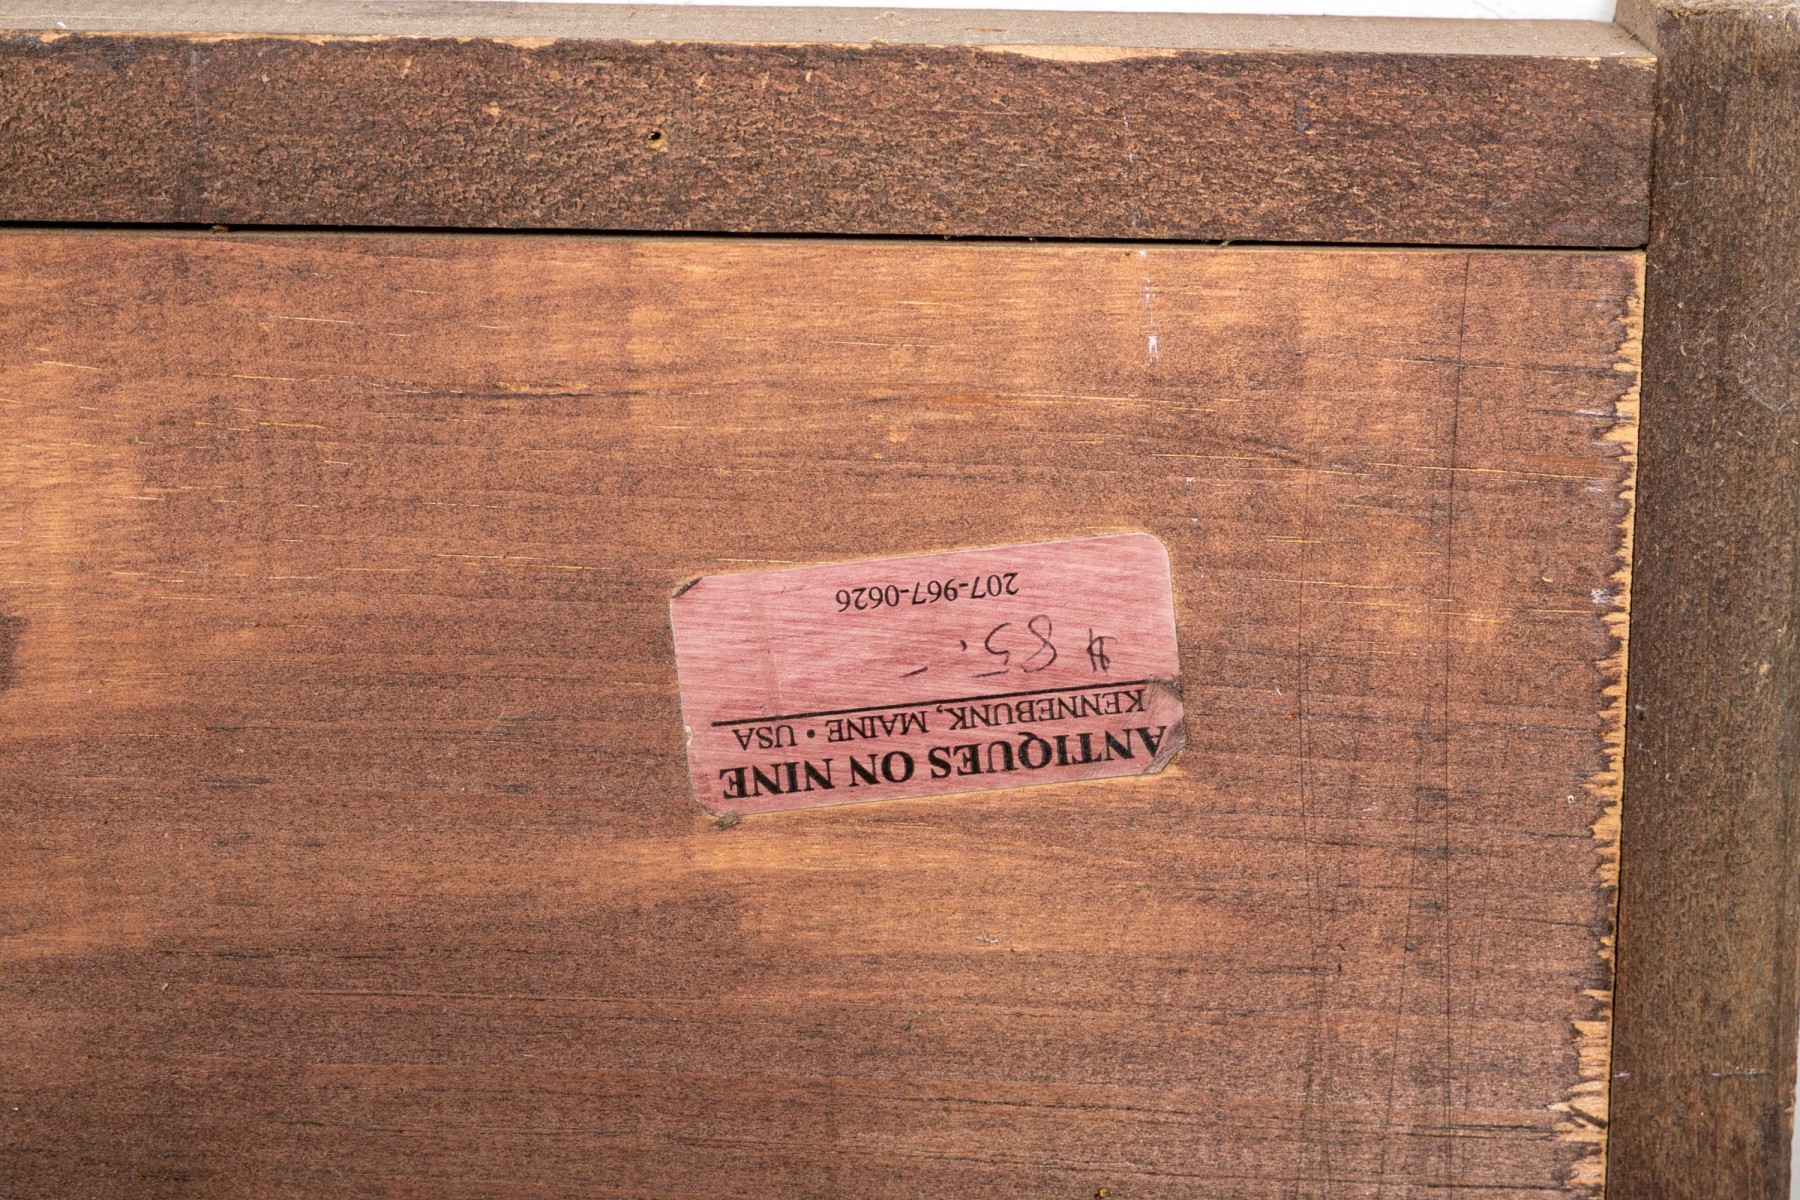 ANTIQUES ON NINE
KENNEBUNK, MAINE • USA
$ 85.-
207-967-0626